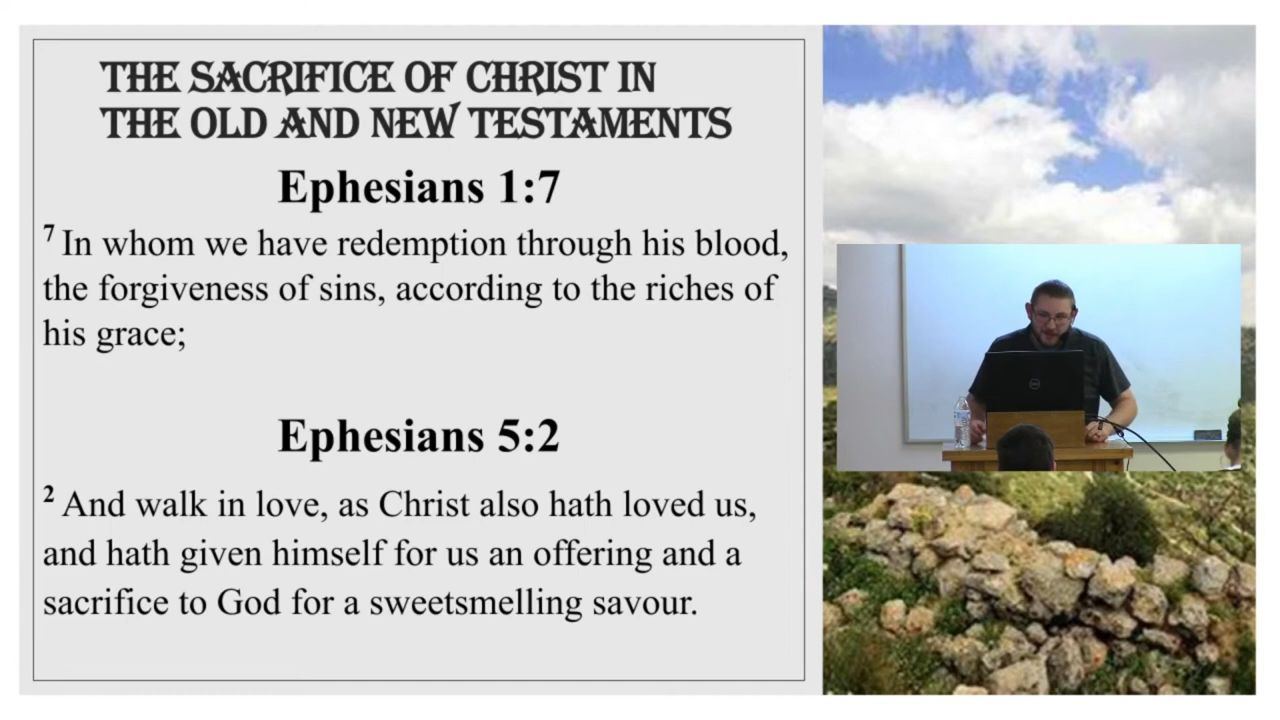 THE SACRIFICE OF CHRIST IN
THE OLD AND NEW TESTAMENTS
Ephesians 1:7
7 In whom we have redemption through his blood,
the forgiveness of sins, according to the riches of
his grace;
Ephesians 5:2
2 And walk in love, as Christ also hath loved us,
and hath given himself for us an offering and a
sacrifice to God for a sweetsmelling savour.